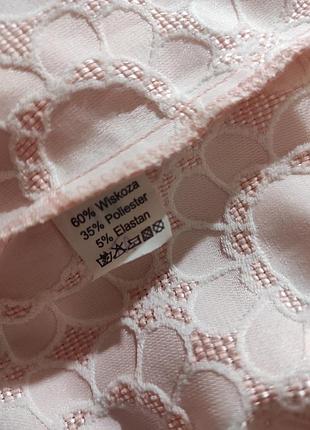 60% Wiskoza
35% Poliester
5% Elastan